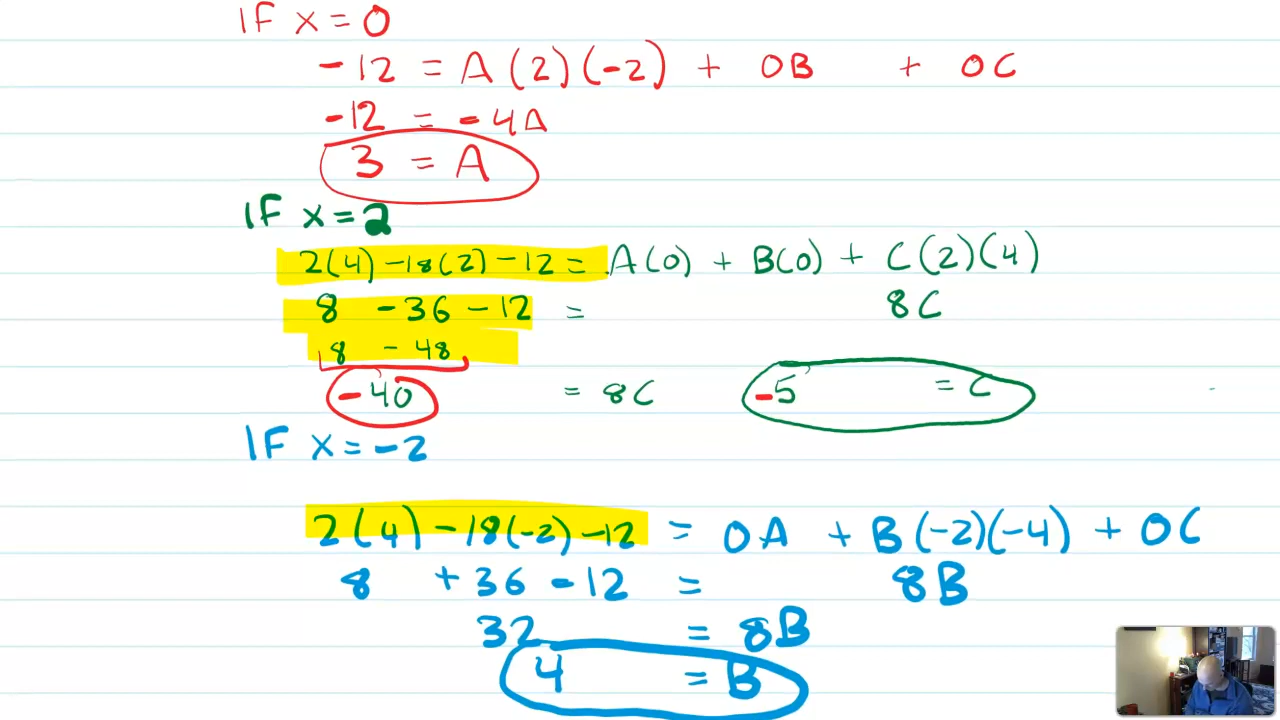 IF x = 0
-12 = A(2)(-2) + 0B + 0C
-12 = -4A
3 = A
IF x = 2
2(4) - 18(2) - 12 = A(0) + B(0) + C(2)(4)
8 - 36 - 12 = 8C
8 - 48
-40 = 8C -5 = C
IF x = -2
2(4) - 18(-2) - 12 = 0A + B(-2)(-4) + 0C
8 + 36 - 12 = 8B
32 = 8B
4 = B